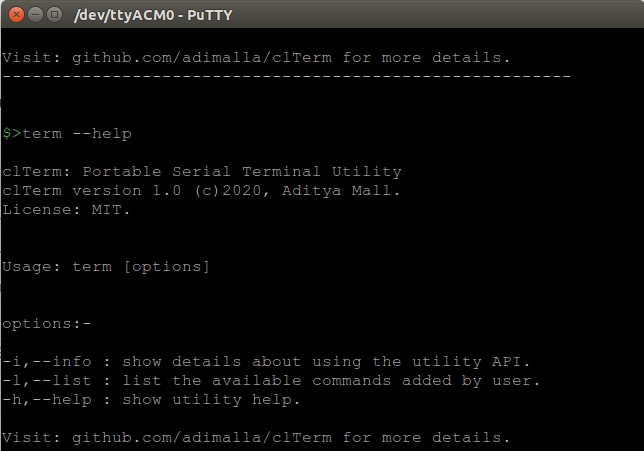 /dev/ttyACM0 - PuTTY
Visit: github.com/adimalla/clTerm for more details.
---------------------------------------------------------
$>term --help
clTerm: Portable Serial Terminal Utility
clTerm version 1.0 (c)2020, Aditya Mall.
License: MIT.
Usage: term [options]
options:-
-i,--info : show details about using the utility API.
-l,--list : list the available commands added by user.
-h,--help : show utility help.
Visit: github.com/adimalla/clTerm for more details.